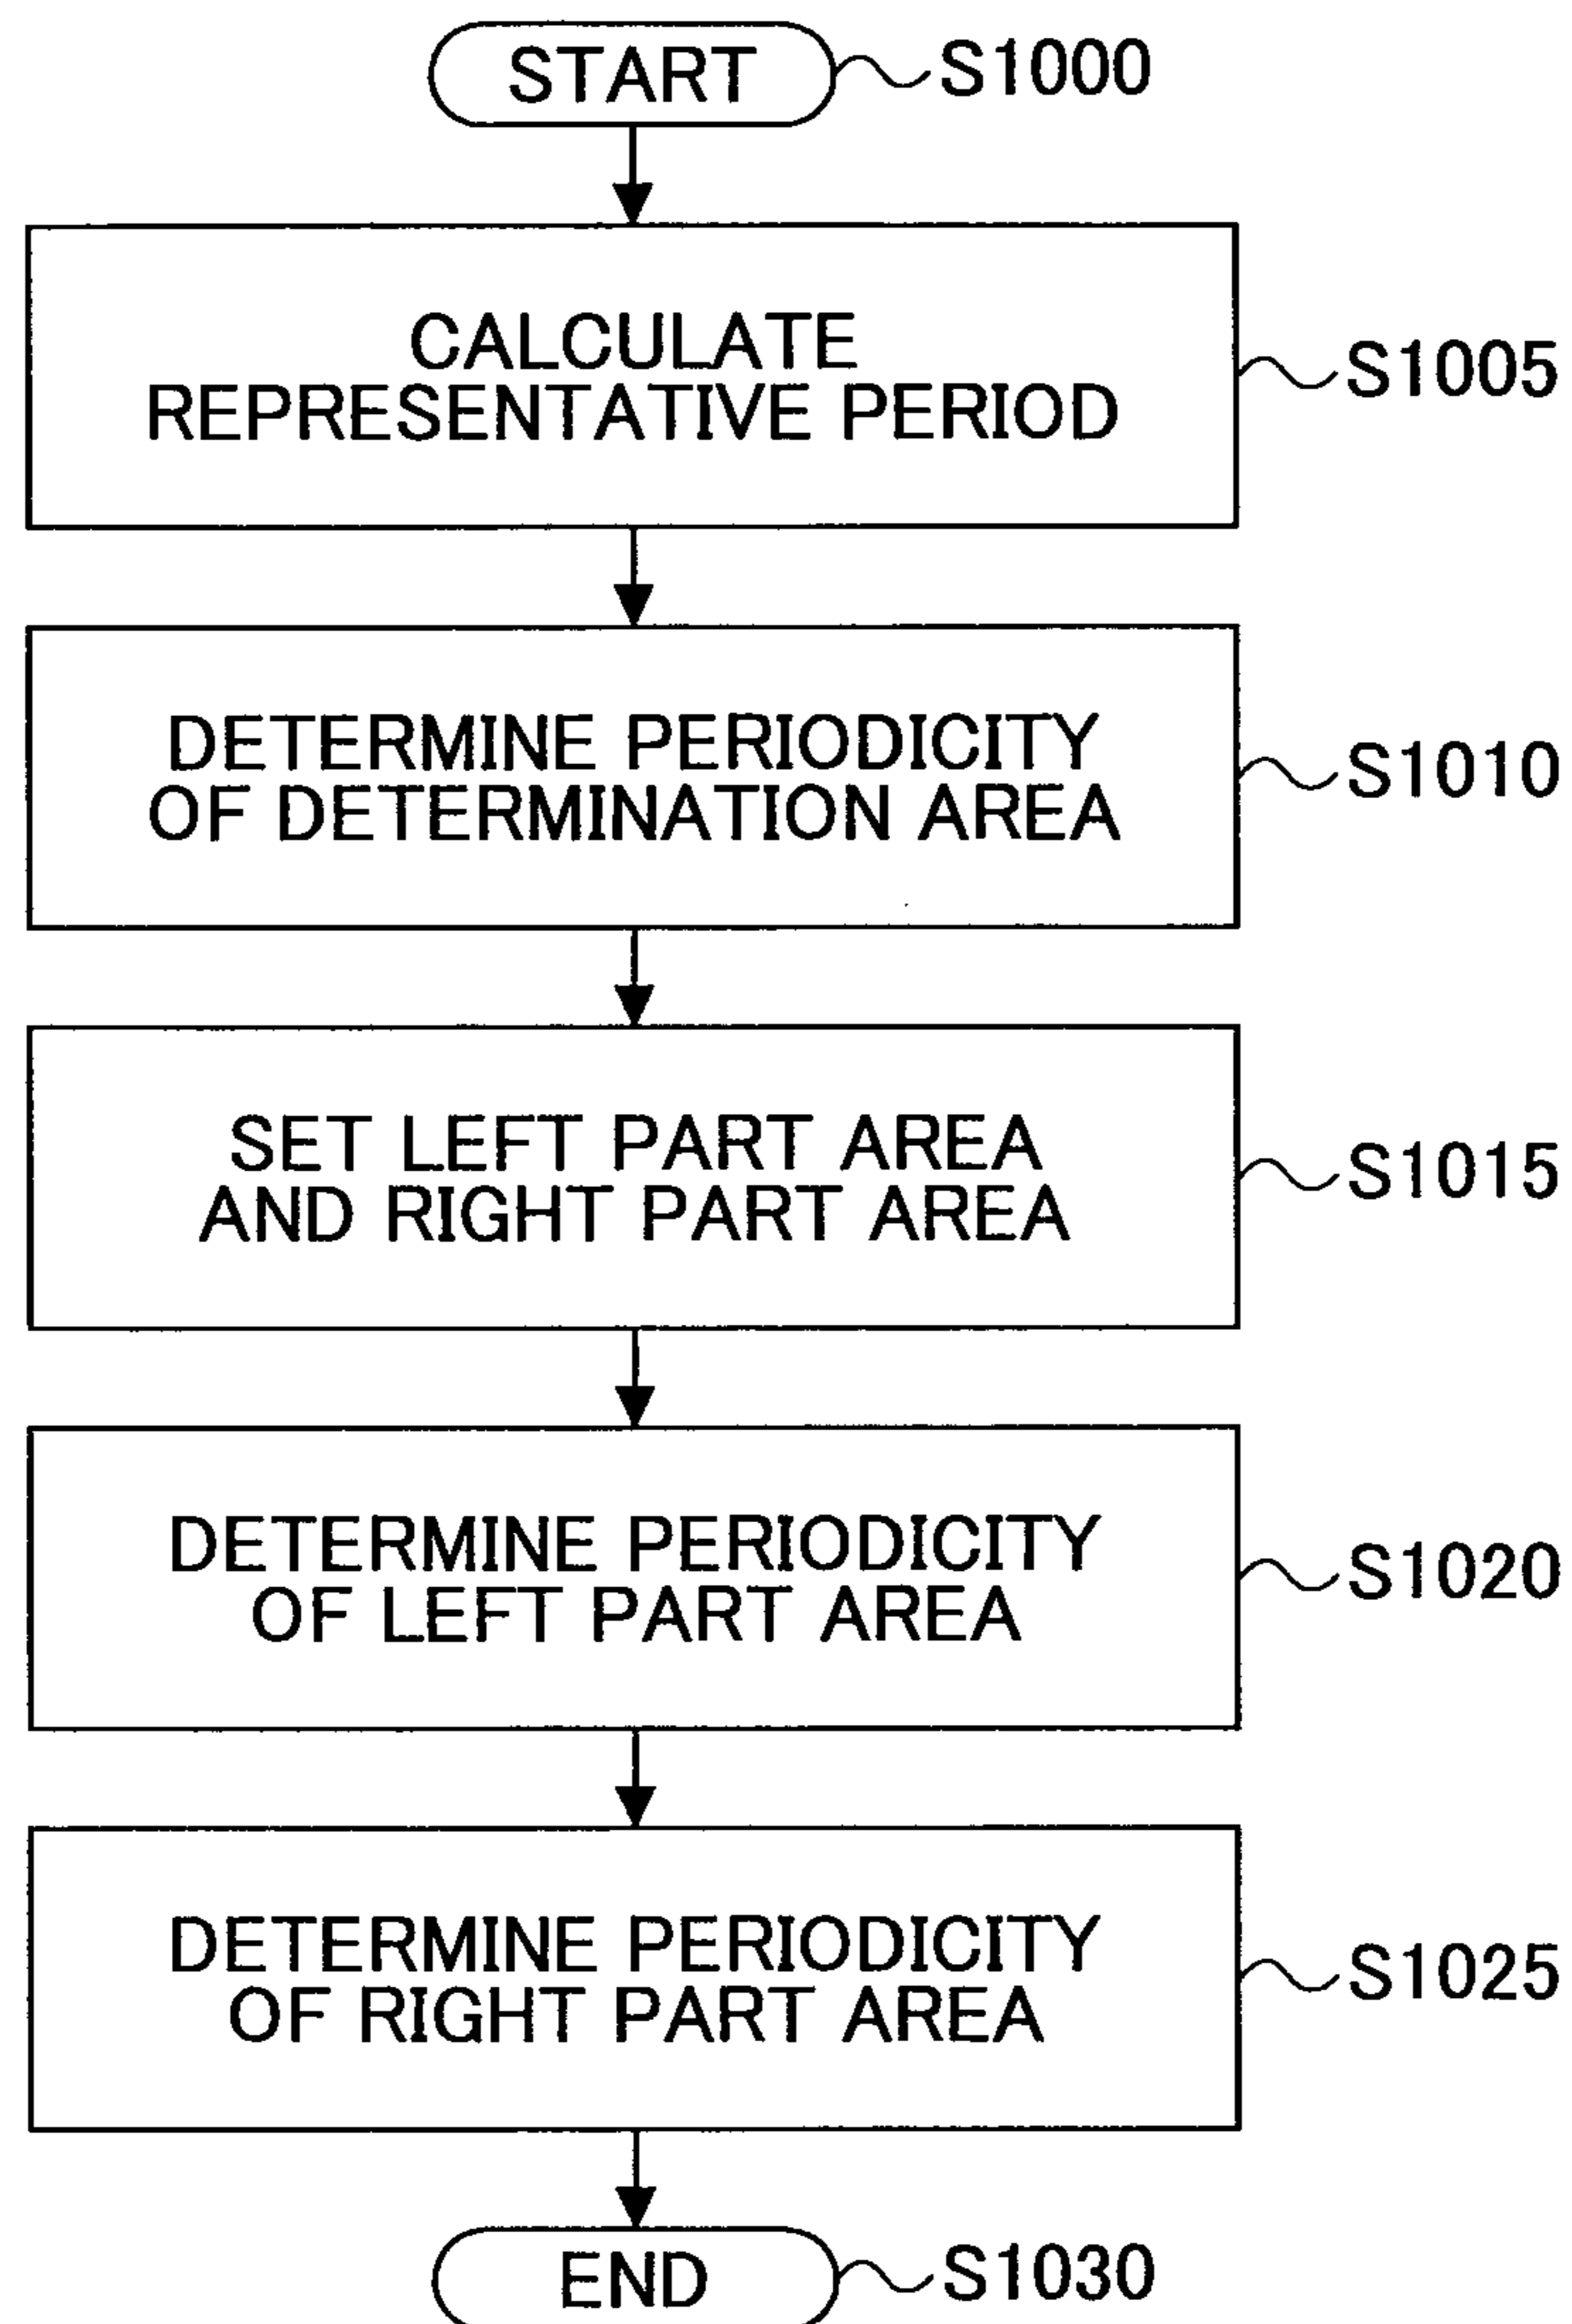 START
S1000
CALCULATE
REPRESENTATIVE PERIOD
S1005
DETERMINE PERIODICITY
OF DETERMINATION AREA
S1010
SET LEFT PART AREA
AND RIGHT PART AREA
S1015
DETERMINE PERIODICITY
OF LEFT PART AREA
S1020
DETERMINE PERIODICITY
OF RIGHT PART AREA
S1025
END
S1030